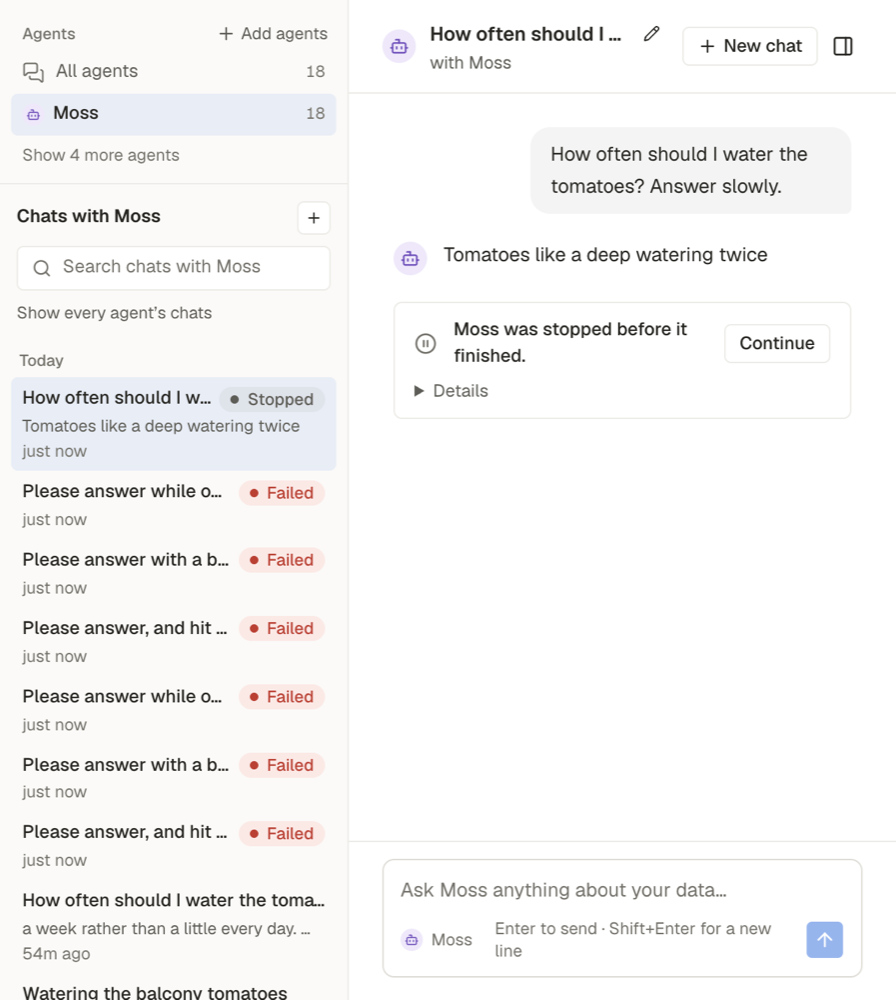 Agents
+ Add agents
All agents
18
Moss
18
Show 4 more agents
Chats with Moss
+
Search chats with Moss
Show every agent's chats
Today
How often should I w...
Stopped
Tomatoes like a deep watering twice
just now
Please answer while o...
Failed
just now
Please answer with a b...
Failed
just now
Please answer, and hit ...
Failed
just now
Please answer while o...
Failed
just now
Please answer with a b...
Failed
just now
Please answer, and hit ...
Failed
just now
How often should I water the toma...
a week rather than a little every day. ...
54m ago
Watering the balcony tomatoes
How often should I ...
with Moss
+ New chat
How often should I water the
tomatoes? Answer slowly.
Tomatoes like a deep watering twice
Moss was stopped before it
finished.
Continue
Details
Ask Moss anything about your data...
Moss
Enter to send · Shift+Enter for a new
line